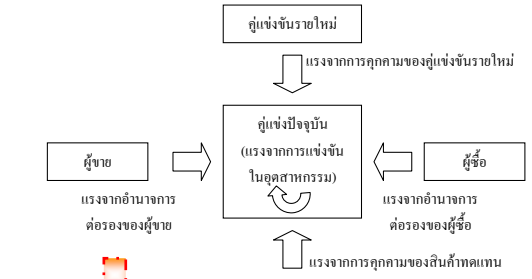 คู่แข่งขันรายใหม่
แรงจากการคุกคามของคู่แข่งขันรายใหม่
คู่แข่งปัจจุบัน
(แรงจากการแข่งขัน
ในอุตสาหกรรม)
ผู้ขาย
ผู้ซื้อ
แรงจากอำนาจการ
ต่อรองของผู้ขาย
แรงจากอำนาจการ
ต่อรองของผู้ซื้อ
แรงจากการคุกคามของสินค้าทดแทน